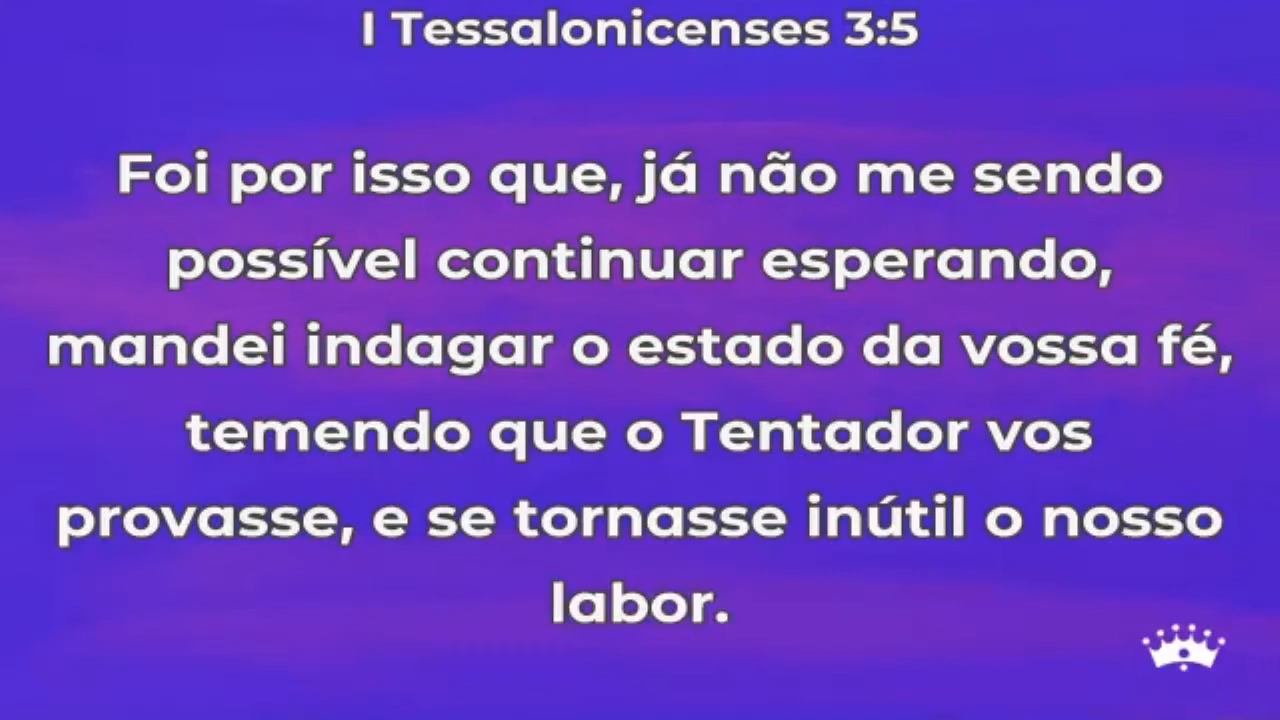 I Tessalonicenses 3:5
Foi por isso que, já não me sendo
possível continuar esperando,
mandei indagar o estado da vossa fé,
temendo que o Tentador vos
provasse, e se tornasse inútil o nosso
labor.